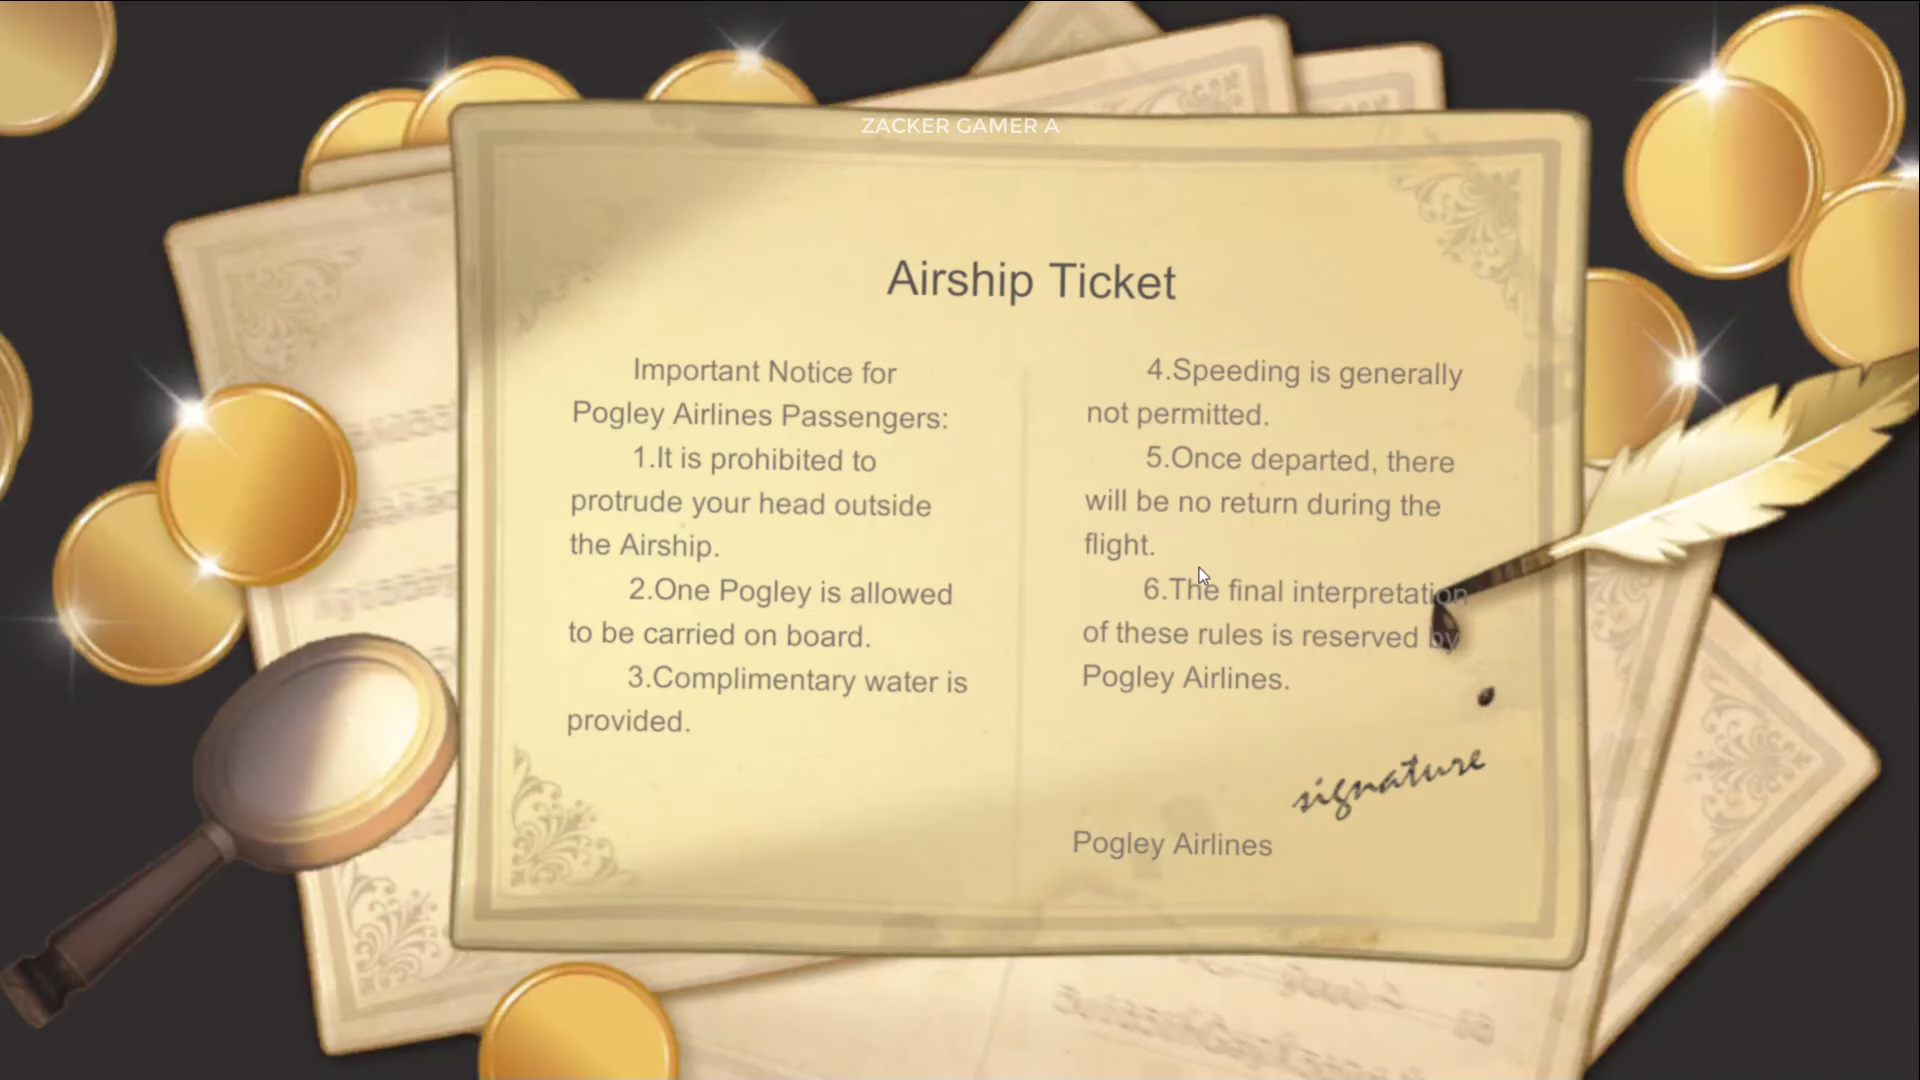 ZACKER GAMER A
Airship Ticket
Important Notice for
Pogley Airlines Passengers:
1.It is prohibited to
protrude your head outside
the Airship.
2.One Pogley is allowed
to be carried on board.
3.Complimentary water is
provided.
4.Speeding is generally
not permitted.
5.Once departed, there
will be no return during the
flight.
6.The final interpretation
of these rules is reserved by
Pogley Airlines.
signature
Pogley Airlines